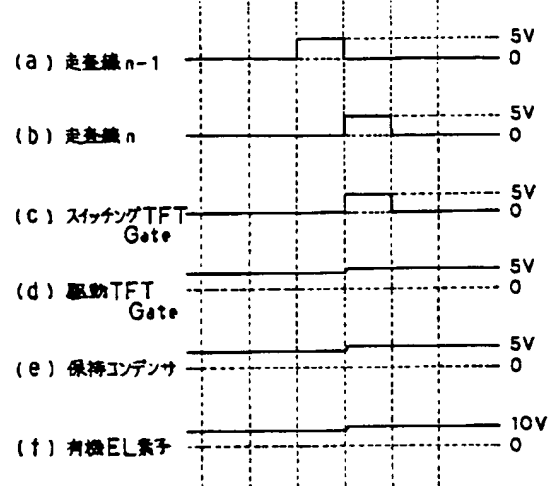 5V
(a) 走査線 n-1
0
5V
(b) 走査線 n
0
5V
(c) スイッチングTFT
0
Gate
5V
(d) 駆動TFT
0
Gate
5V
(e) 保持コンデンサ
0
10V
(f) 有機EL素子
0